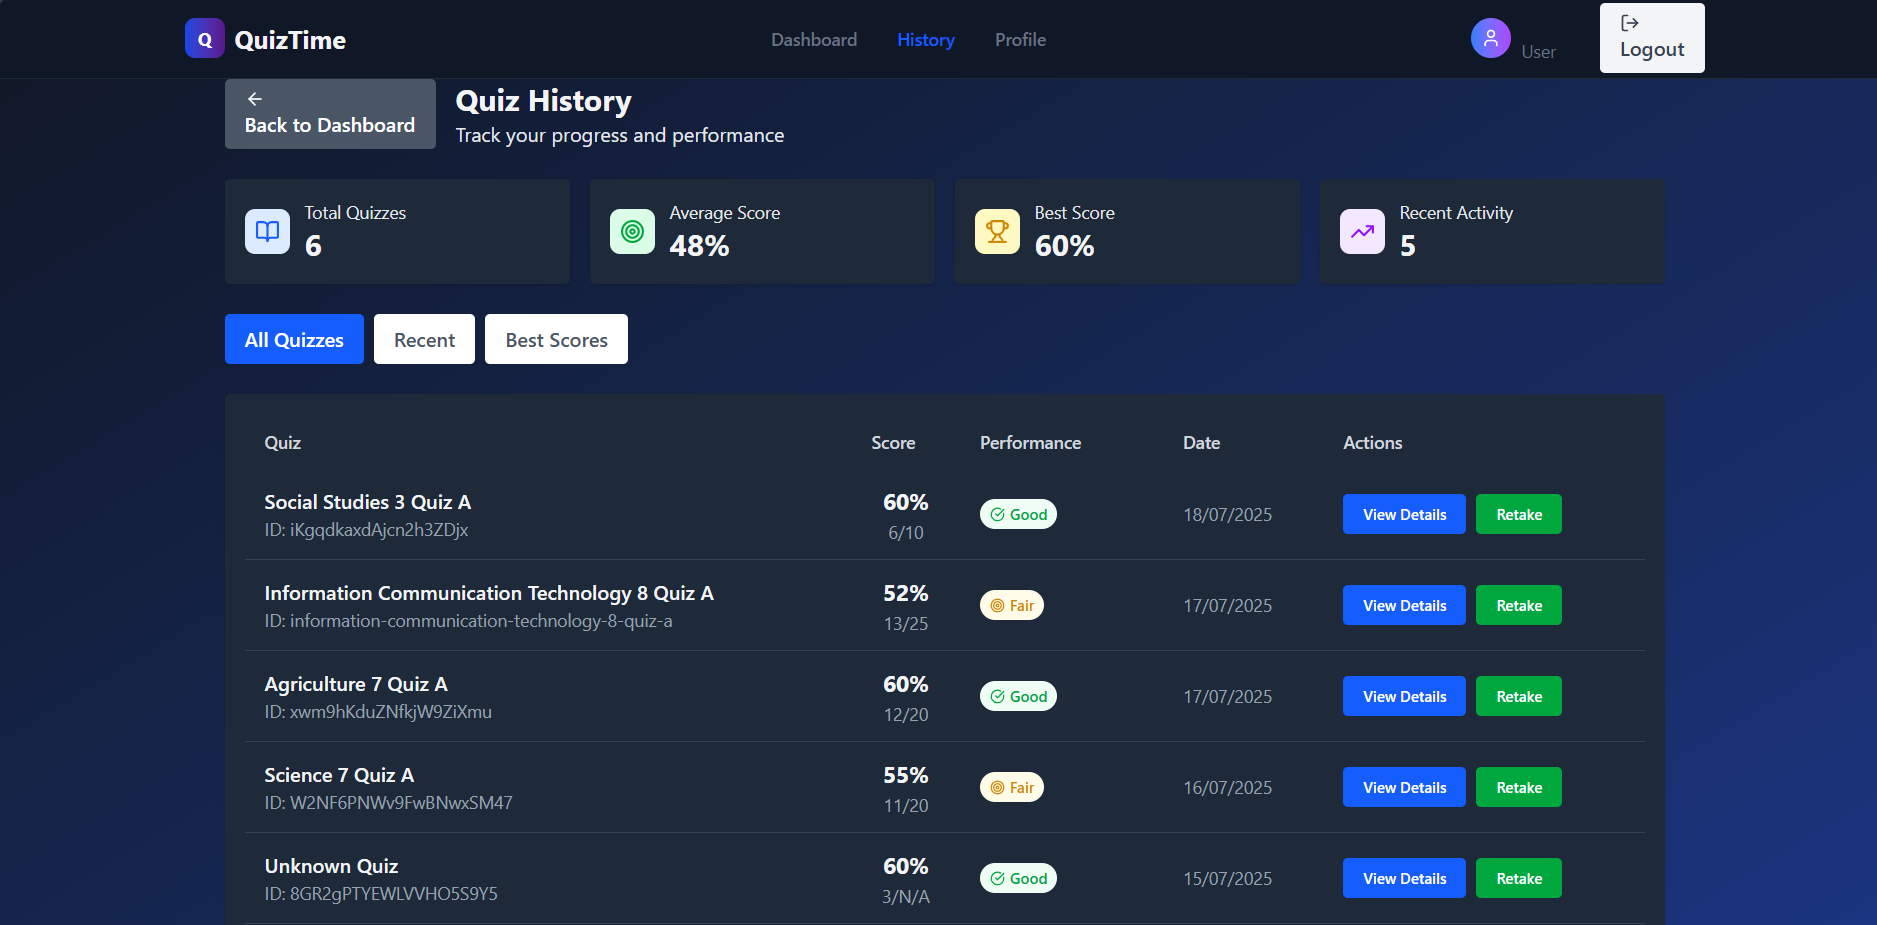 Q QuizTime
Dashboard History Profile
User
Logout
Back to Dashboard
Quiz History
Track your progress and performance
Total Quizzes
6
Average Score
48%
Best Score
60%
Recent Activity
5
All Quizzes Recent Best Scores
Quiz Score Performance Date Actions
Social Studies 3 Quiz A
ID: iKgqdkaxdAjcn2h3ZDjx
60%
6/10
Good
18/07/2025
View Details Retake
Information Communication Technology 8 Quiz A
ID: information-communication-technology-8-quiz-a
52%
13/25
Fair
17/07/2025
View Details Retake
Agriculture 7 Quiz A
ID: xwm9hKduZNfkjW9ZiXmu
60%
12/20
Good
17/07/2025
View Details Retake
Science 7 Quiz A
ID: W2NF6PNWv9FwBNwxSM47
55%
11/20
Fair
16/07/2025
View Details Retake
Unknown Quiz
ID: 8GR2gPTYEWLVVHO5S9Y5
60%
3/N/A
Good
15/07/2025
View Details Retake